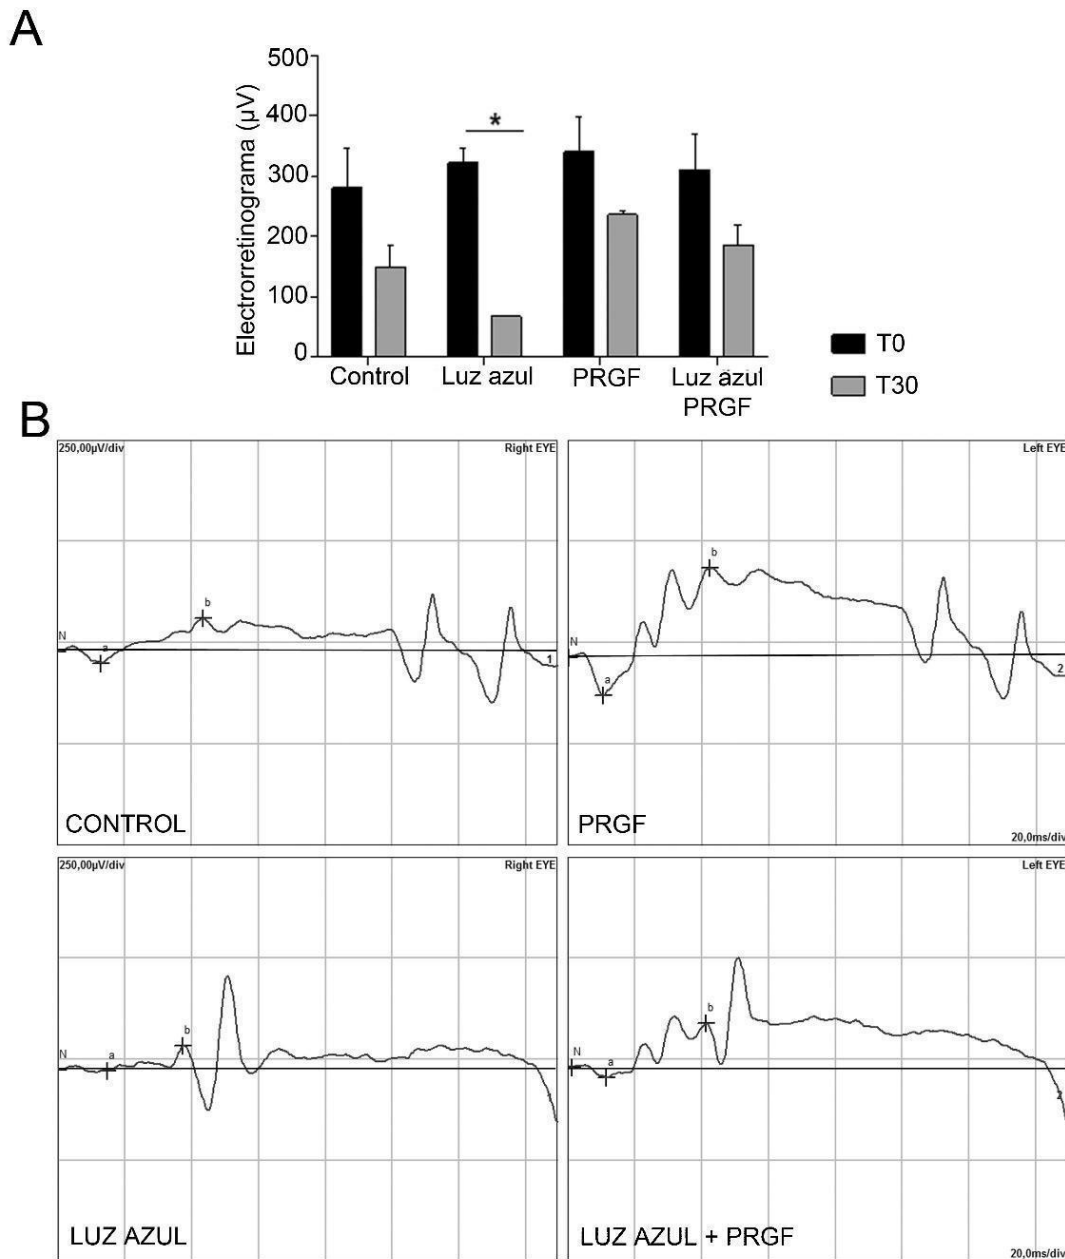 A
Electrorretinograma (µV)
500
400
300
200
100
0
*
Control
Luz azul
PRGF
Luz azul
PRGF
T0
T30
B
250,00µV/div
Right EYE
N
a
b
1
CONTROL
Left EYE
N
a
b
2
PRGF
20,0ms/div
250,00µV/div
Right EYE
N
a
b
LUZ AZUL
Left EYE
N
a
b
2
LUZ AZUL + PRGF
20,0ms/div